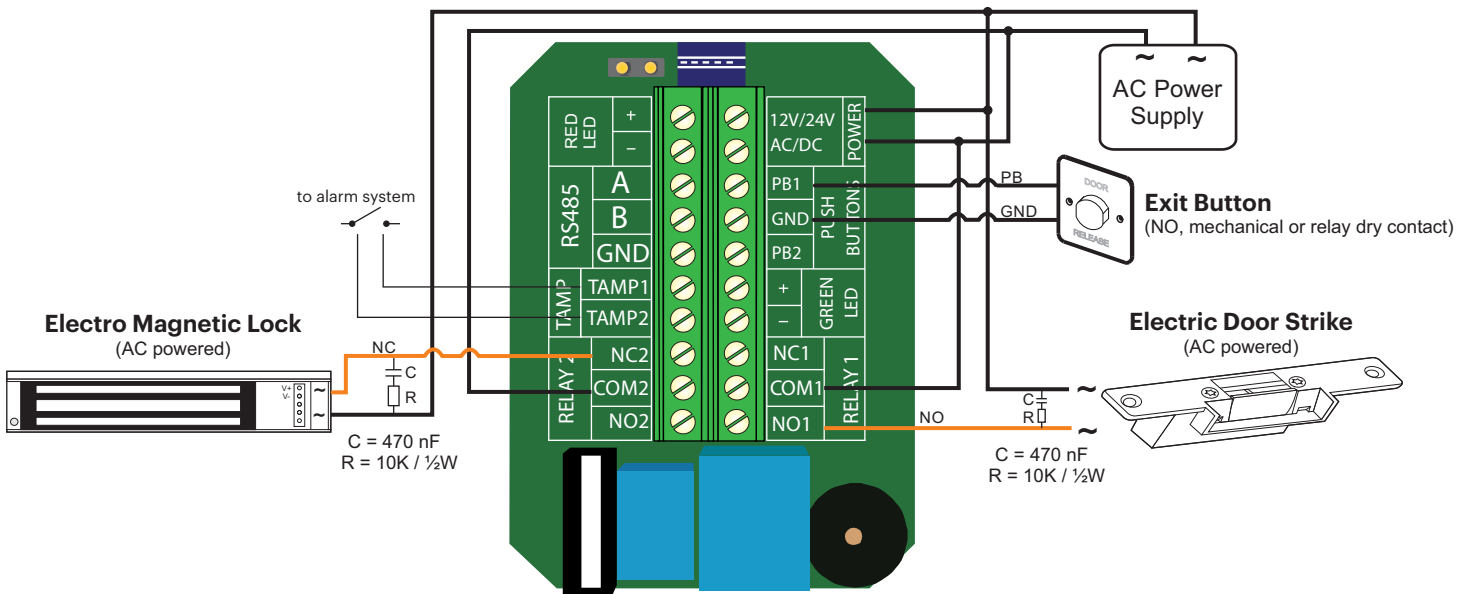 ~ ~
AC Power
Supply
RED
LED
+
–
12V/24V
AC/DC
POWER
RS485
A
B
GND
PB1
GND
PB2
PUSH
BUTTONS
PB
GND
DOOR
RELEASE
Exit Button
(NO, mechanical or relay dry contact)
to alarm system
TAMP
TAMP1
TAMP2
+
–
GREEN
LED
Electro Magnetic Lock
(AC powered)
NC
C
R
V+
V-
~
~
C = 470 nF
R = 10K / ½W
RELAY 2
NC2
COM2
NO2
NC1
COM1
NO1
RELAY 1
NO
Electric Door Strike
(AC powered)
~
C
R
~
C = 470 nF
R = 10K / ½W